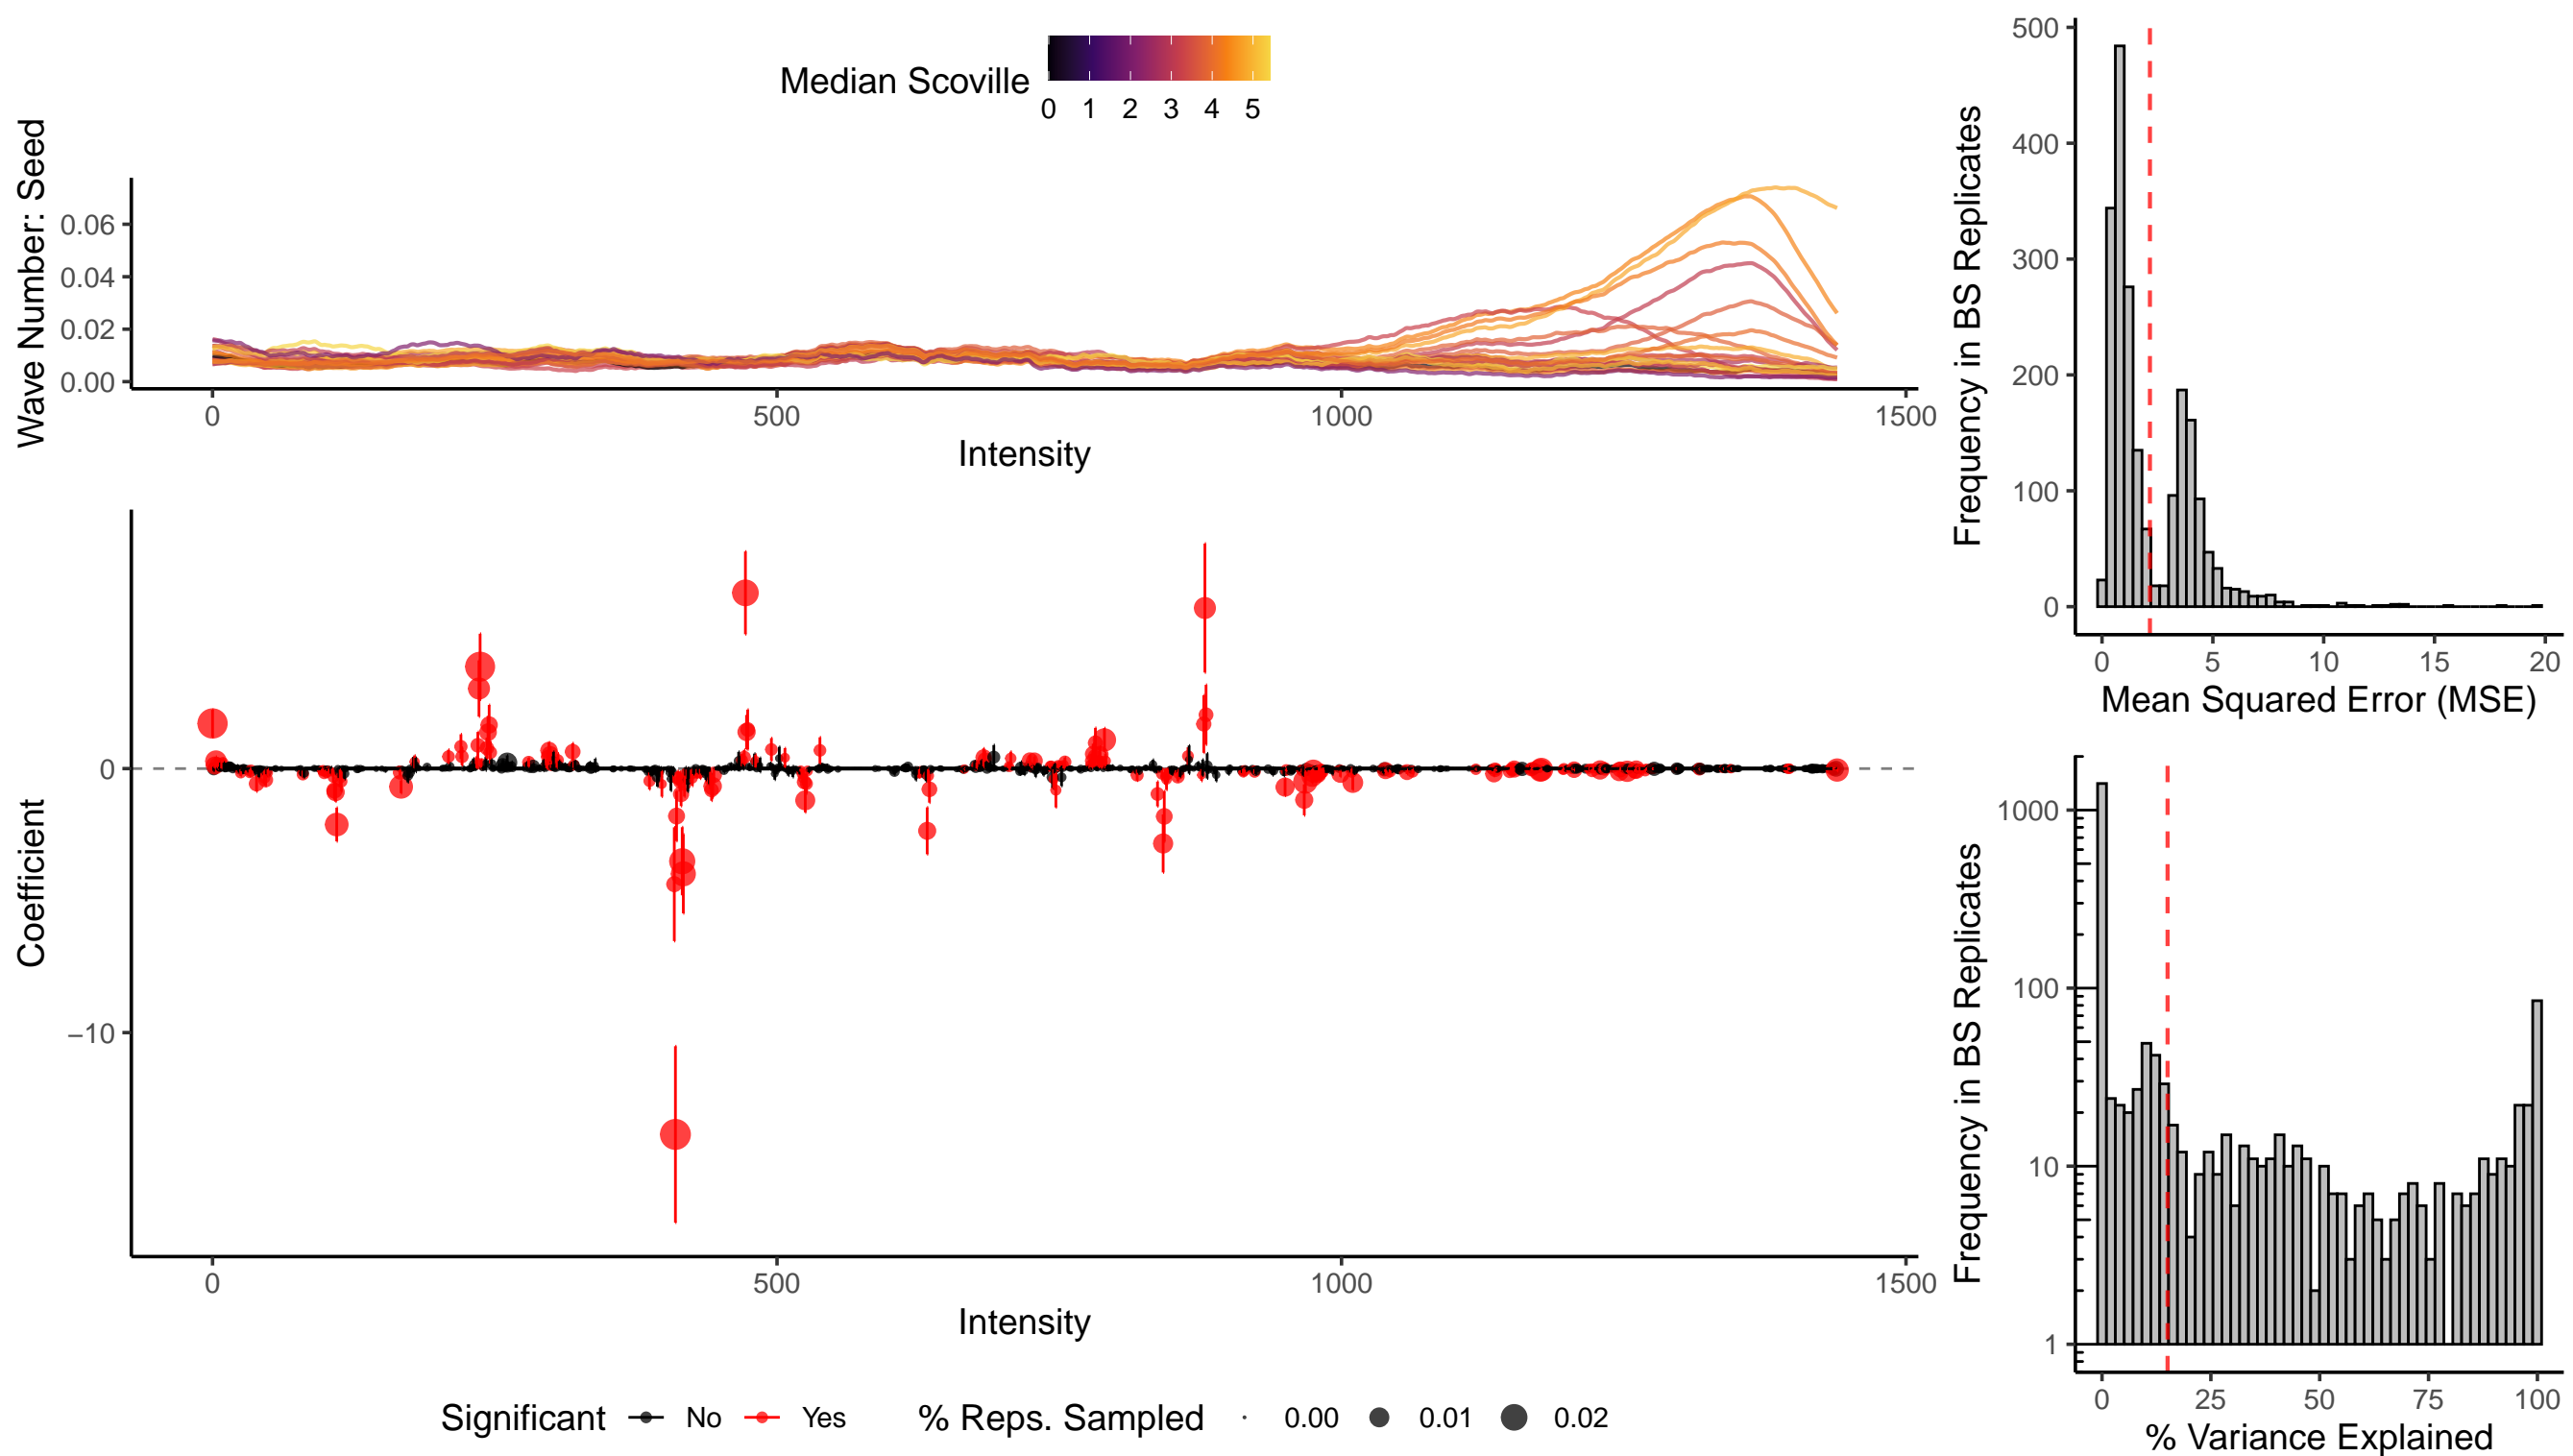 Median Scoville
0 1 2 3 4 5
Wave Number: Seed
0.06
0.04
0.02
0.00
0 500 1000 1500
Intensity
Coefficient
0
−10
0 500 1000 1500
Intensity
Significant No Yes % Reps. Sampled 0.00 0.01 0.02
Frequency in BS Replicates
500
400
300
200
100
0
0 5 10 15 20
Mean Squared Error (MSE)
Frequency in BS Replicates
1000
100
10
1
0 25 50 75 100
% Variance Explained